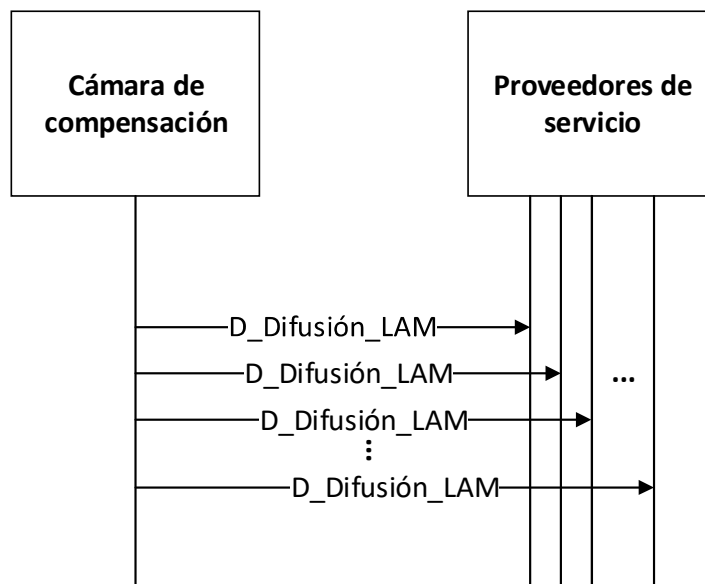 Cámara de
compensación
Proveedores de
servicio
D_Difusión_LAM
D_Difusión_LAM
...
D_Difusión_LAM
...
D_Difusión_LAM